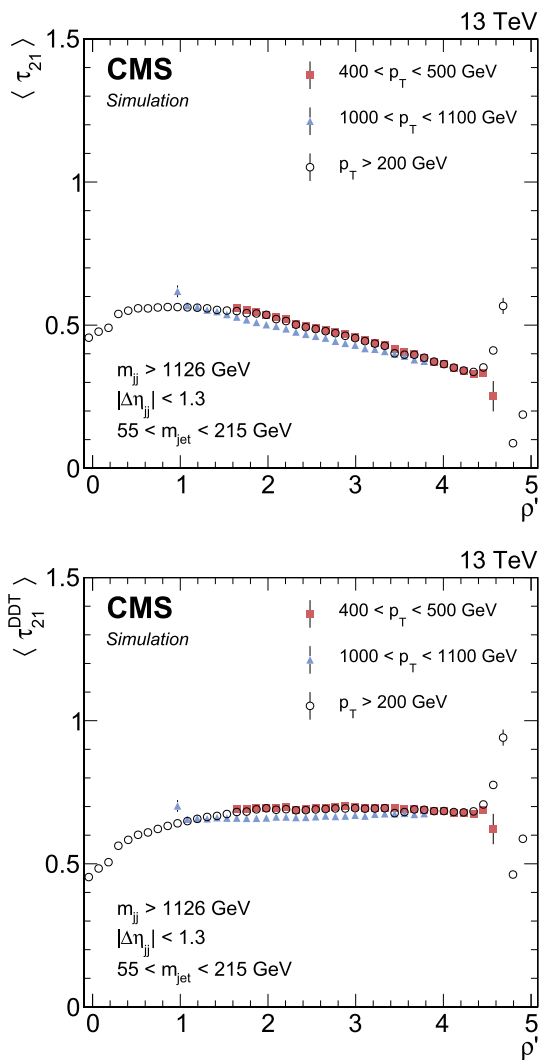 13 TeV
⟨ τ21 ⟩
CMS
Simulation
400 < pT < 500 GeV
1000 < pT < 1100 GeV
pT > 200 GeV
1.5
1
0.5
0
mjj > 1126 GeV
|Δηjj| < 1.3
55 < mjet < 215 GeV
0 1 2 3 4 5
ρ'
13 TeV
⟨ τ21DDT ⟩
CMS
Simulation
400 < pT < 500 GeV
1000 < pT < 1100 GeV
pT > 200 GeV
1.5
1
0.5
0
mjj > 1126 GeV
|Δηjj| < 1.3
55 < mjet < 215 GeV
0 1 2 3 4 5
ρ'